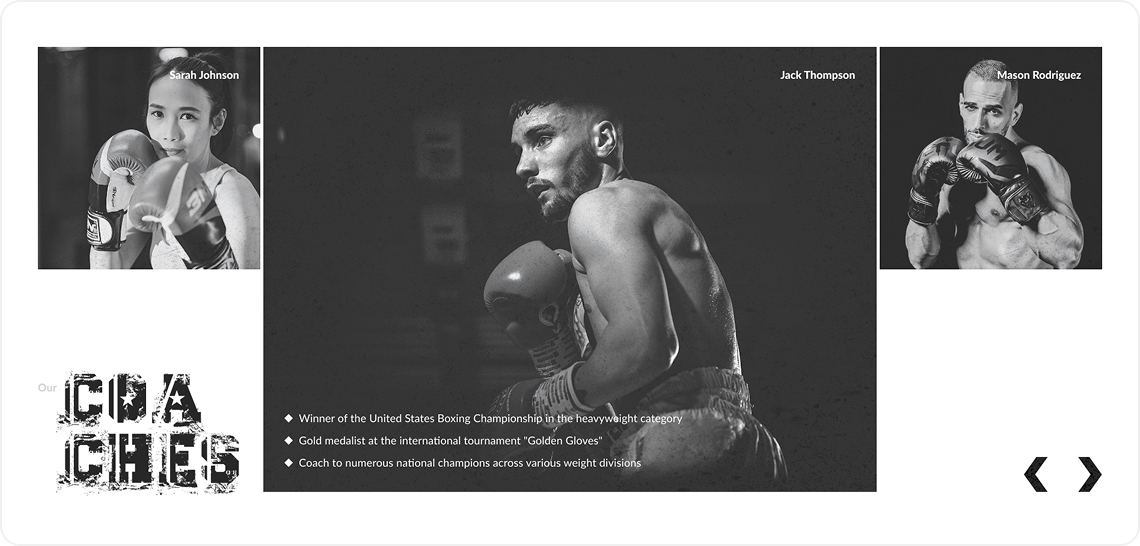 Sarah Johnson
Jack Thompson
Mason Rodriguez
Our
COA
CHES
Winner of the United States Boxing Championship in the heavyweight category
Gold medalist at the international tournament "Golden Gloves"
Coach to numerous national champions across various weight divisions